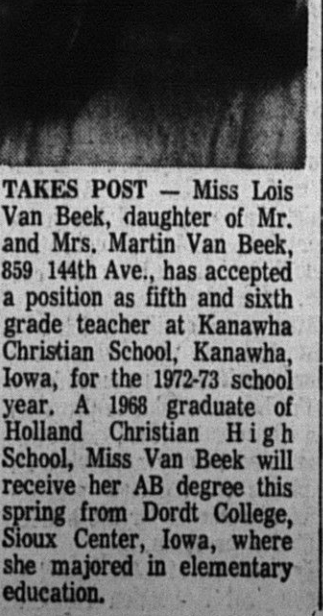 TAKES POST — Miss Lois
Van Beek, daughter of Mr.
and Mrs. Martin Van Beek,
859 144th Ave., has accepted
a position as fifth and sixth
grade teacher at Kanawha
Christian School, Kanawha,
Iowa, for the 1972-73 school
year. A 1968 graduate of
Holland Christian High
School, Miss Van Beek will
receive her AB degree this
spring from Dordt College,
Sioux Center, Iowa, where
she majored in elementary
education.